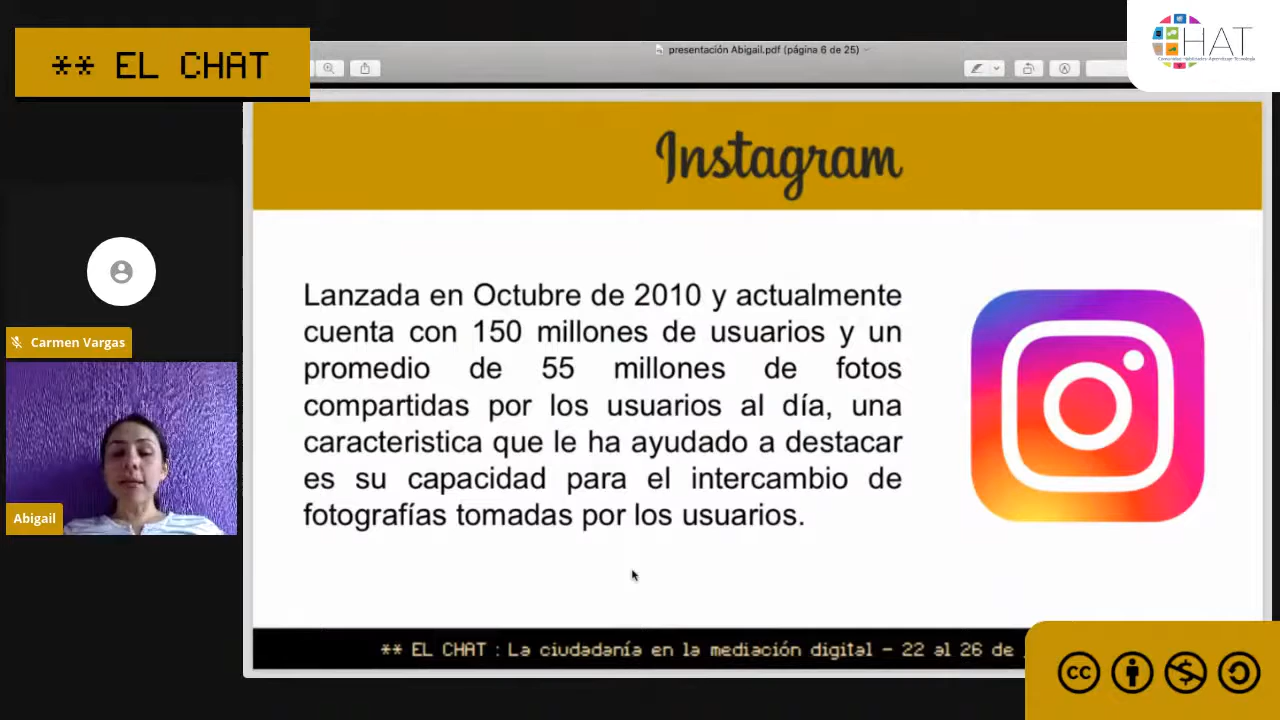 ** EL CHAT
presentación Abigail.pdf (página 6 de 25)
HAT
Instagram
Lanzada en Octubre de 2010 y actualmente
cuenta con 150 millones de usuarios y un
promedio de 55 millones de fotos
compartidas por los usuarios al día, una
caracteristica que le ha ayudado a destacar
es su capacidad para el intercambio de
fotografías tomadas por los usuarios.
Carmen Vargas
Abigail
** EL CHAT : La ciudadanía en la mediación digital - 22 al 26 de
cc